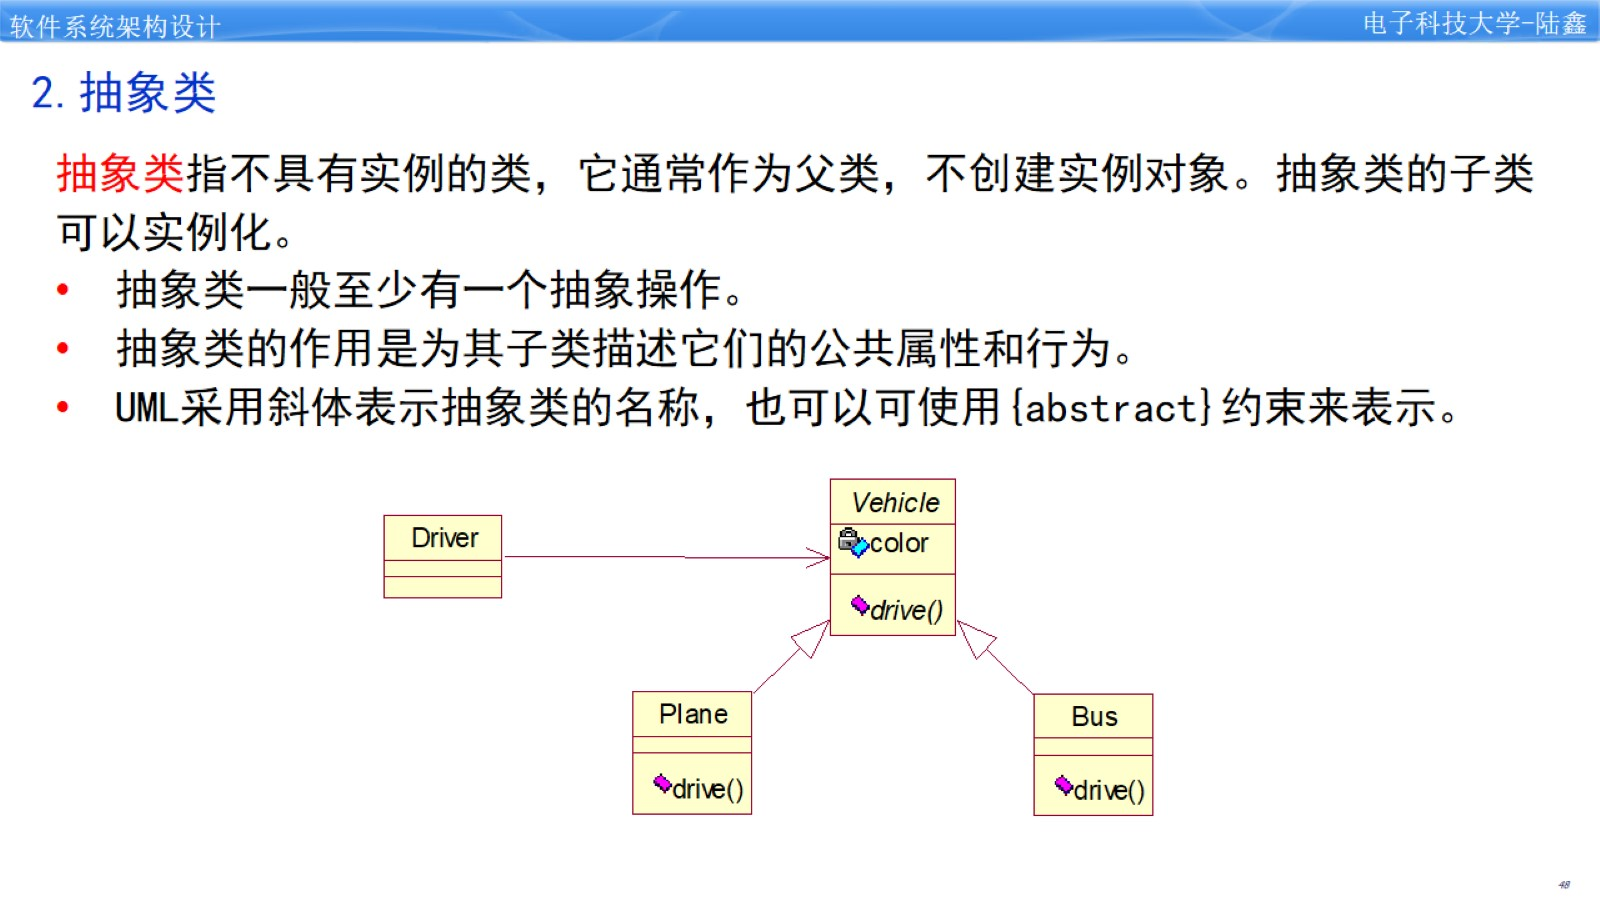 软件系统架构设计
电子科技大学-陆鑫
2.抽象类
抽象类指不具有实例的类，它通常作为父类，不创建实例对象。抽象类的子类
可以实例化。
• 抽象类一般至少有一个抽象操作。
• 抽象类的作用是为其子类描述它们的公共属性和行为。
• UML采用斜体表示抽象类的名称，也可以可使用{abstract}约束来表示。
Driver
Vehicle
color
drive()
Plane
drive()
Bus
drive()
48